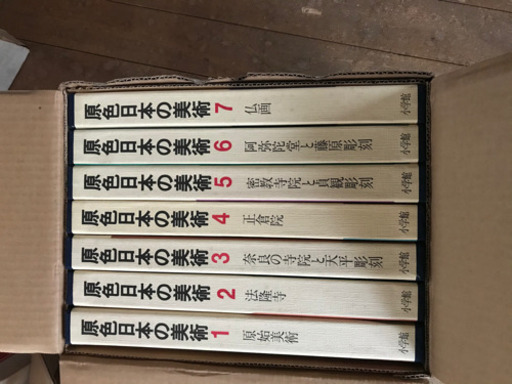 原色日本の美術 7 仏画 小学館
原色日本の美術 6 阿弥陀堂と藤原彫刻 小学館
原色日本の美術 5 密教寺院と貞観彫刻 小学館
原色日本の美術 4 正倉院 小学館
原色日本の美術 3 奈良の寺院と天平彫刻 小学館
原色日本の美術 2 法隆寺 小学館
原色日本の美術 1 原始美術 小学館